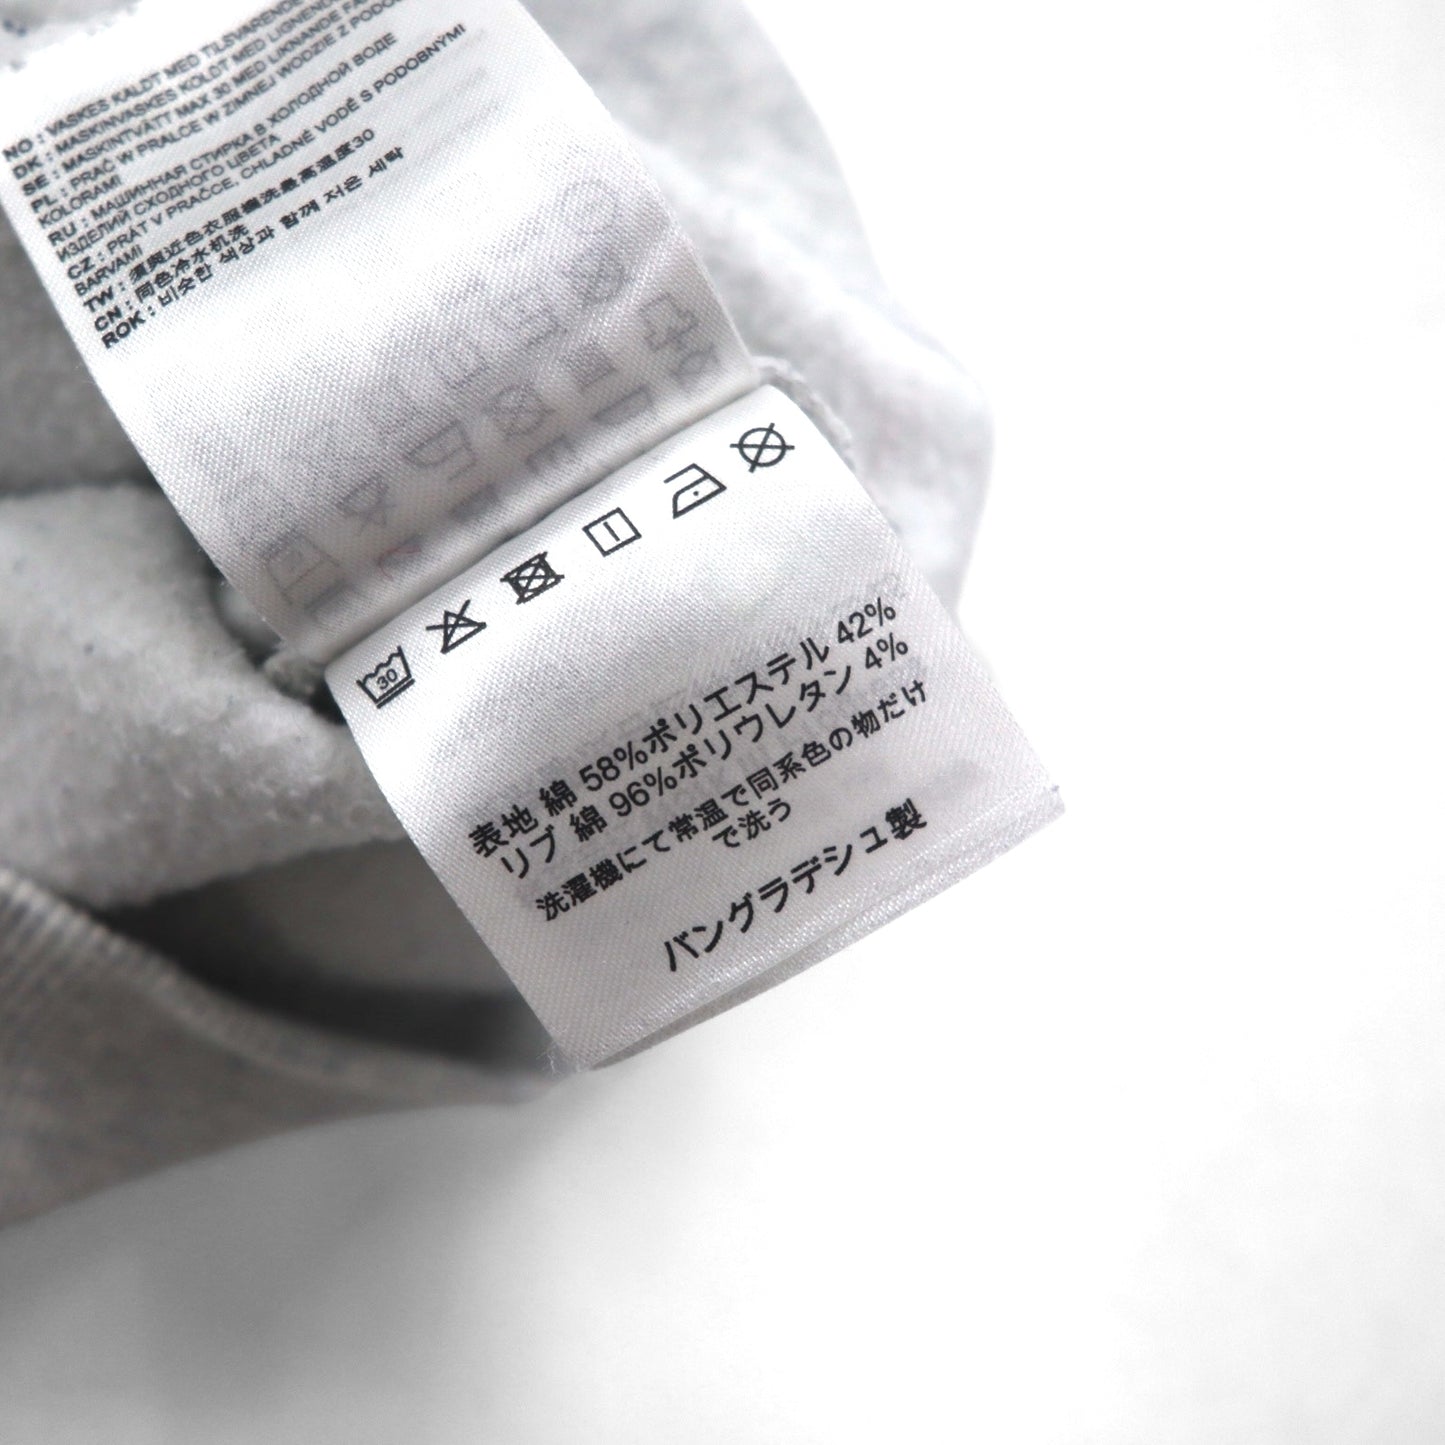 NO : VASKES KALDT MED TILSVARENDE
DK : MASKINVASKES KOLDT MED LIGNENDE
SE : MASKINTVÄTT MAX 30 MED LIKNANDE
PL : PRAĆ W PRALCE W ZIMNEJ WODZIE Z
KOLORAMI
RU : МАШИННАЯ СТИРКА В ХОЛОДНОЙ ВОДЕ
ИЗДЕЛИЙ СХОДНОГО ЦВЕТА
CZ : PRÁT V PRAČCE, CHLADNÉ VODĚ S PODOBNÝMI
BARVAMI
TW : 須與近色衣服機洗最高溫度30
CN : 同色冷水机洗
ROK : 비슷한 색상과 함께 저온 세탁
30
表地 綿 58%ポリエステル 42%
リブ 綿 96%ポリウレタン 4%
洗濯機にて常温で同系色の物だけ
で洗う
バングラデシュ製